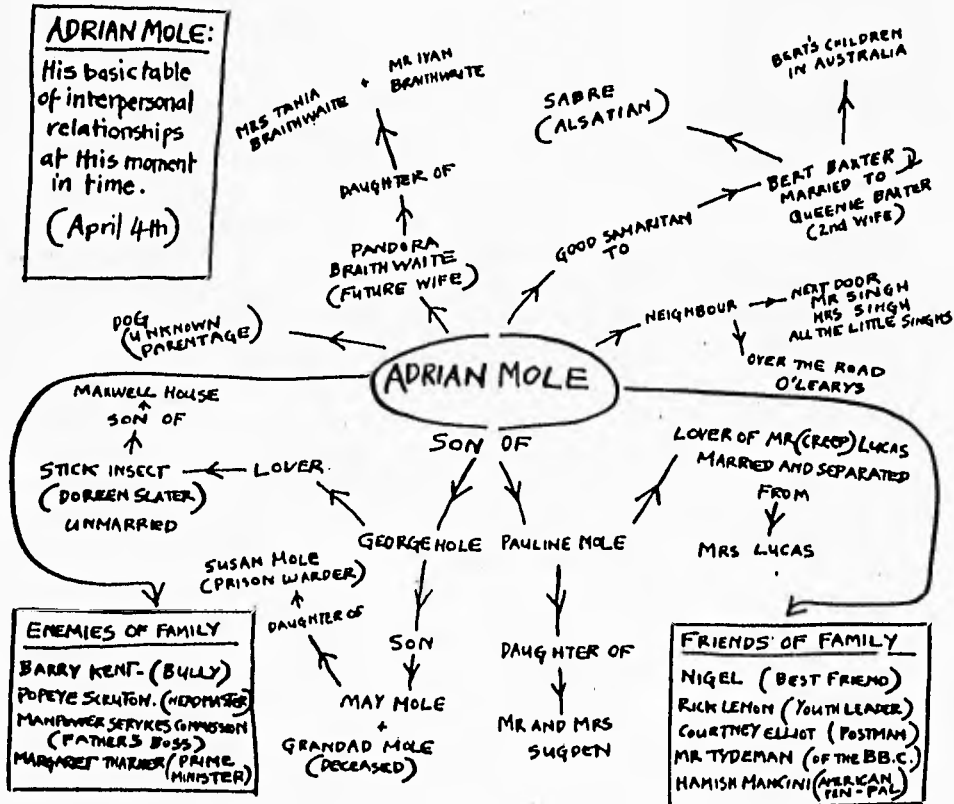 ADRIAN MOLE:
His basic table
of interpersonal
relationships
at this moment
in time.
(April 4th)
MRS TANIA
BRAITHWAITE
+
MR IVAN
BRAITHWAITE
DAUGHTER OF
PANDORA
BRAITHWAITE
(FUTURE WIFE)
BERT'S CHILDREN
IN AUSTRALIA
SABRE
(ALSATIAN)
BERT BAXTER
MARRIED TO
QUEENIE BAXTER
(2nd WIFE)
GOOD SAMARITAN
TO
NEIGHBOUR
NEXT DOOR
MR SINGH
MRS SINGH
ALL THE LITTLE SINGHS
OVER THE ROAD
O'LEARYS
DOG
(UNKNOWN
PARENTAGE)
ADRIAN MOLE
MAXWELL HOUSE
SON OF
STICK INSECT
(DOREEN SLATER)
UNMARRIED
LOVER
SON OF
LOVER OF MR (CREEP) LUCAS
MARRIED AND SEPARATED
FROM
MRS LUCAS
GEORGE MOLE
PAULINE MOLE
SUSAN MOLE
(PRISON WARDER)
DAUGHTER OF
SON
MAY MOLE
+
GRANDAD MOLE
(DECEASED)
DAUGHTER OF
MR AND MRS
SUGDEN
ENEMIES OF FAMILY
BARRY KENT - (BULLY)
POPEYE SCRUTON. (HEADMASTER)
MANPOWER SERVICES COMMISSION
(FATHERS BOSS)
MARGARET THATCHER (PRIME
MINISTER)
FRIENDS OF FAMILY
NIGEL (BEST FRIEND)
RICK LEMON (YOUTH LEADER)
COURTNEY ELLIOT (POSTMAN)
MR TYDEMAN (OF THE BB.C.)
HAMISH MANCINI (AMERICAN
PEN-PAL)